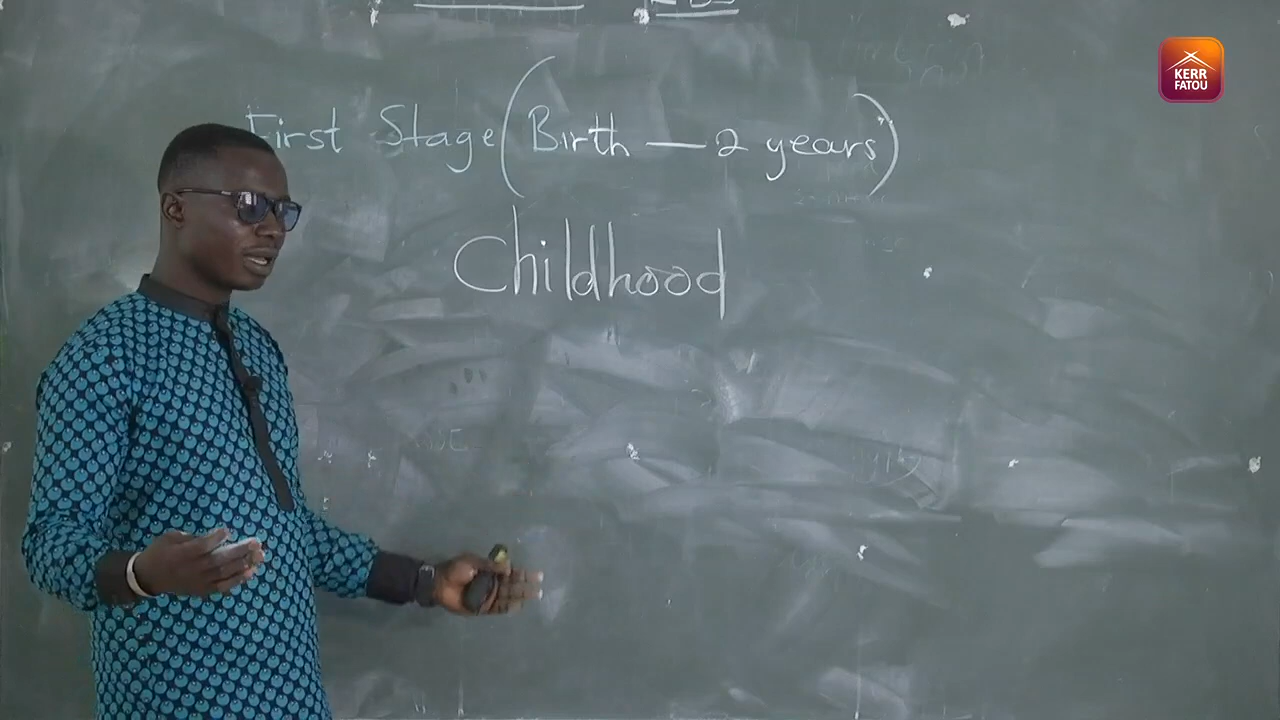 KERR
FATOU
First Stage (Birth — 2 years)
Childhood